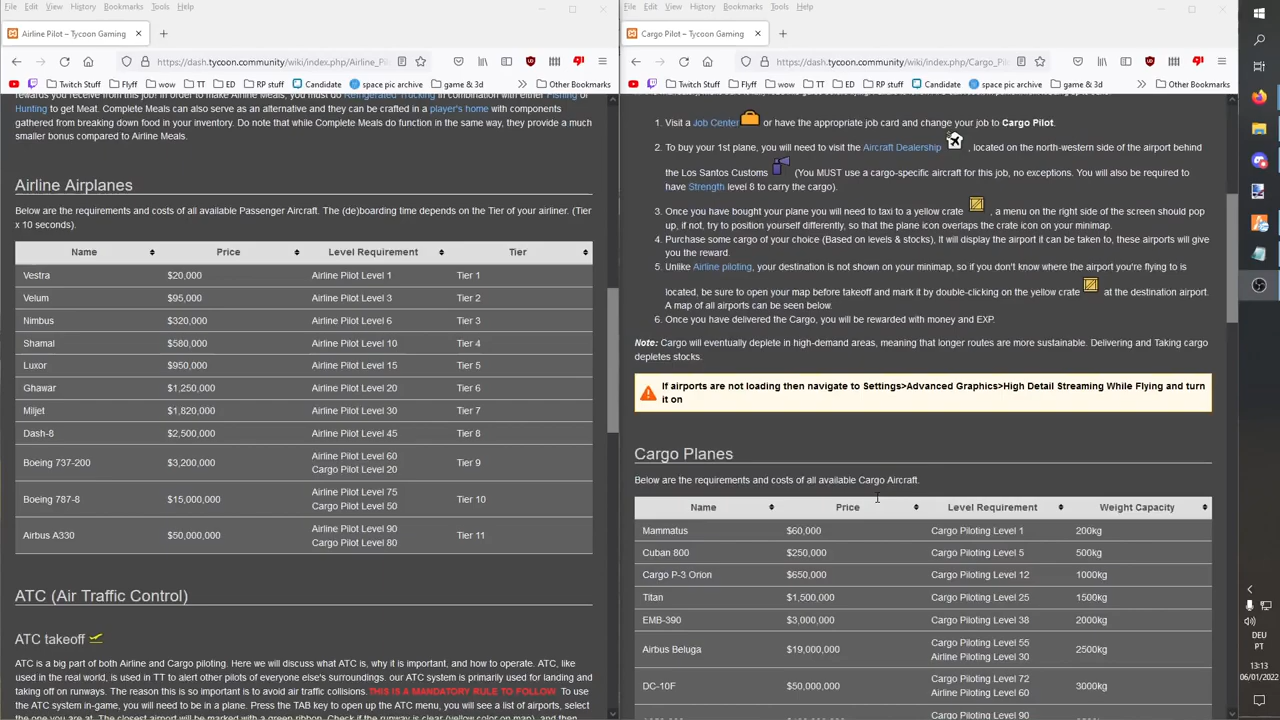 File Edit View History Bookmarks Tools Help
Airline Pilot – Tycoon Gaming
https://dash.tycoon.community/wiki/index.php/Airline_Pi
Twitch Stuff Flyff wow TT ED RP stuff Candidate space pic archive game & 3d Other Bookmarks
Hunting to get Meat. Complete Meals can also serve as an alternative and they can be crafted in a player's home with components
gathered from breaking down food in your inventory. Do note that while Complete Meals do function in the same way, they provide a much
smaller bonus compared to Airline Meals.
Airline Airplanes
Below are the requirements and costs of all available Passenger Aircraft. The (de)boarding time depends on the Tier of your airliner. (Tier
x 10 seconds).
Name Price Level Requirement Tier
Vestra $20,000 Airline Pilot Level 1 Tier 1
Velum $95,000 Airline Pilot Level 3 Tier 2
Nimbus $320,000 Airline Pilot Level 6 Tier 3
Shamal $580,000 Airline Pilot Level 10 Tier 4
Luxor $950,000 Airline Pilot Level 15 Tier 5
Ghawar $1,250,000 Airline Pilot Level 20 Tier 6
Miljet $1,820,000 Airline Pilot Level 30 Tier 7
Dash-8 $2,500,000 Airline Pilot Level 45 Tier 8
Boeing 737-200 $3,200,000 Airline Pilot Level 60 Tier 9
Cargo Pilot Level 20
Boeing 787-8 $15,000,000 Airline Pilot Level 75 Tier 10
Cargo Pilot Level 50
Airbus A330 $50,000,000 Airline Pilot Level 90 Tier 11
Cargo Pilot Level 80
ATC (Air Traffic Control)
ATC takeoff
ATC is a big part of both Airline and Cargo piloting. Here we will discuss what ATC is, why it is important, and how to operate. ATC, like
used in the real world, is used in TT to alert other pilots of everyone else's surroundings. our ATC system is primarily used for landing and
taking off on runways. The reason this is so important is to avoid air traffic collisions. THIS IS A MANDATORY RULE TO FOLLOW. To use
the ATC system in-game, you will need to be in a plane. Press the TAB key to open up the ATC menu, you will see a list of airports, select
File Edit View History Bookmarks Tools Help
Cargo Pilot – Tycoon Gaming
https://dash.tycoon.community/wiki/index.php/Cargo_Pi
Twitch Stuff Flyff wow TT ED RP stuff Candidate space pic archive game & 3d Other Bookmarks
1. Visit a Job Center or have the appropriate job card and change your job to Cargo Pilot.
2. To buy your 1st plane, you will need to visit the Aircraft Dealership , located on the north-western side of the airport behind
the Los Santos Customs (You MUST use a cargo-specific aircraft for this job, no exceptions. You will also be required to
have Strength level 8 to carry the cargo).
3. Once you have bought your plane you will need to taxi to a yellow crate , a menu on the right side of the screen should pop
up, if not, try to position yourself differently, so that the plane icon overlaps the crate icon on your minimap.
4. Purchase some cargo of your choice (Based on levels & stocks), It will display the airport it can be taken to, these airports will give
you the reward.
5. Unlike Airline piloting, your destination is not shown on your minimap, so if you don't know where the airport you're flying to is
located, be sure to open your map before takeoff and mark it by double-clicking on the yellow crate at the destination airport.
A map of all airports can be seen below.
6. Once you have delivered the Cargo, you will be rewarded with money and EXP.
Note: Cargo will eventually deplete in high-demand areas, meaning that longer routes are more sustainable. Delivering and Taking cargo
depletes stocks.
If airports are not loading then navigate to Settings>Advanced Graphics>High Detail Streaming While Flying and turn
it on
Cargo Planes
Below are the requirements and costs of all available Cargo Aircraft.
Name Price Level Requirement Weight Capacity
Mammatus $60,000 Cargo Piloting Level 1 200kg
Cuban 800 $250,000 Cargo Piloting Level 5 500kg
Cargo P-3 Orion $650,000 Cargo Piloting Level 12 1000kg
Titan $1,500,000 Cargo Piloting Level 25 1500kg
EMB-390 $3,000,000 Cargo Piloting Level 38 2000kg
Airbus Beluga $19,000,000 Cargo Piloting Level 55 2500kg
Airline Piloting Level 30
DC-10F $50,000,000 Cargo Piloting Level 72 3000kg
Airline Piloting Level 60
DEU
PT
13:13
06/01/2022